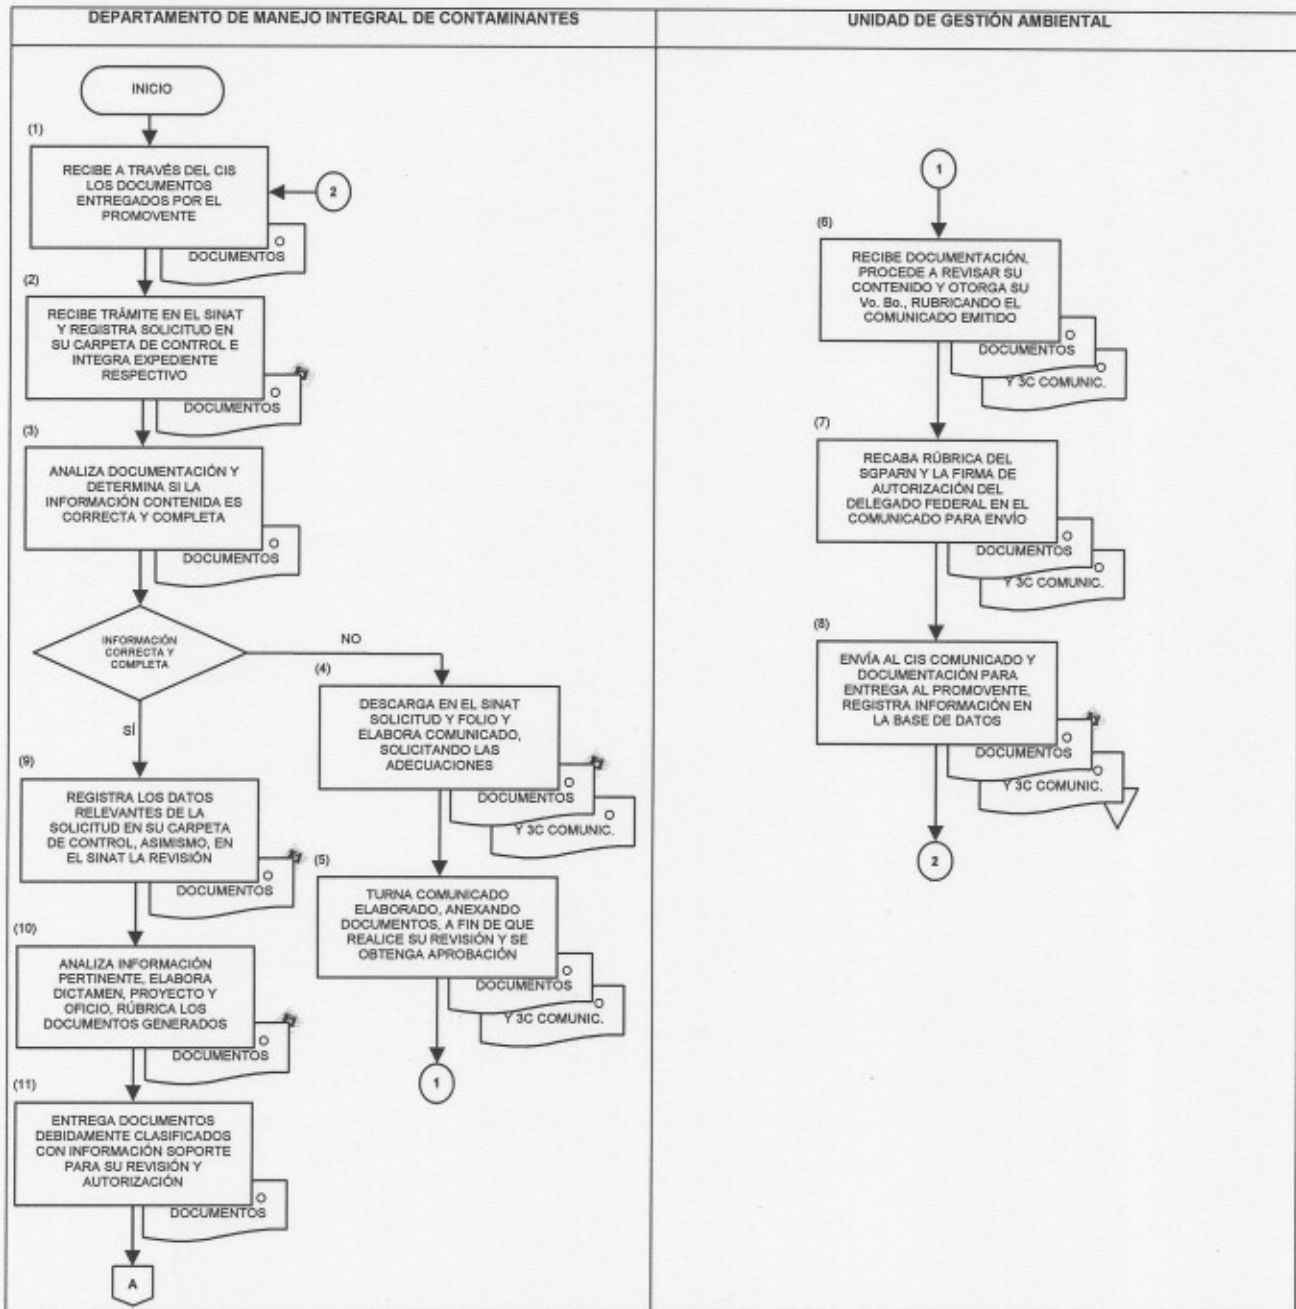 DEPARTAMENTO DE MANEJO INTEGRAL DE CONTAMINANTES
UNIDAD DE GESTIÓN AMBIENTAL
INICIO
(1)
RECIBE A TRAVÉS DEL CIS
LOS DOCUMENTOS
ENTREGADOS POR EL
PROMOVENTE
2
O
DOCUMENTOS
(2)
RECIBE TRÁMITE EN EL SINAT
Y REGISTRA SOLICITUD EN
SU CARPETA DE CONTROL E
INTEGRA EXPEDIENTE
RESPECTIVO
O
DOCUMENTOS
(3)
ANALIZA DOCUMENTACIÓN Y
DETERMINA SI LA
INFORMACIÓN CONTENIDA ES
CORRECTA Y COMPLETA
O
DOCUMENTOS
INFORMACIÓN
CORRECTA Y
COMPLETA
NO
SÍ
(4)
DESCARGA EN EL SINAT
SOLICITUD Y FOLIO Y
ELABORA COMUNICADO,
SOLICITANDO LAS
ADECUACIONES
O
DOCUMENTOS
O
Y 3C COMUNIC.
(5)
TURNA COMUNICADO
ELABORADO, ANEXANDO
DOCUMENTOS, A FIN DE QUE
REALICE SU REVISIÓN Y SE
OBTENGA APROBACIÓN
O
DOCUMENTOS
O
Y 3C COMUNIC.
1
(9)
REGISTRA LOS DATOS
RELEVANTES DE LA
SOLICITUD EN SU CARPETA
DE CONTROL, ASIMISMO, EN
EL SINAT LA REVISIÓN
O
DOCUMENTOS
(10)
ANALIZA INFORMACIÓN
PERTINENTE, ELABORA
DICTAMEN, PROYECTO Y
OFICIO, RÚBRICA LOS
DOCUMENTOS GENERADOS
O
DOCUMENTOS
(11)
ENTREGA DOCUMENTOS
DEBIDAMENTE CLASIFICADOS
CON INFORMACIÓN SOPORTE
PARA SU REVISIÓN Y
AUTORIZACIÓN
O
DOCUMENTOS
A
1
(6)
RECIBE DOCUMENTACIÓN,
PROCEDE A REVISAR SU
CONTENIDO Y OTORGA SU
Vo. Bo., RUBRICANDO EL
COMUNICADO EMITIDO
O
DOCUMENTOS
O
Y 3C COMUNIC.
(7)
RECABA RÚBRICA DEL
SGPARN Y LA FIRMA DE
AUTORIZACIÓN DEL
DELEGADO FEDERAL EN EL
COMUNICADO PARA ENVÍO
O
DOCUMENTOS
O
Y 3C COMUNIC.
(8)
ENVÍA AL CIS COMUNICADO Y
DOCUMENTACIÓN PARA
ENTREGA AL PROMOVENTE,
REGISTRA INFORMACIÓN EN
LA BASE DE DATOS
O
DOCUMENTOS
O
Y 3C COMUNIC.
2